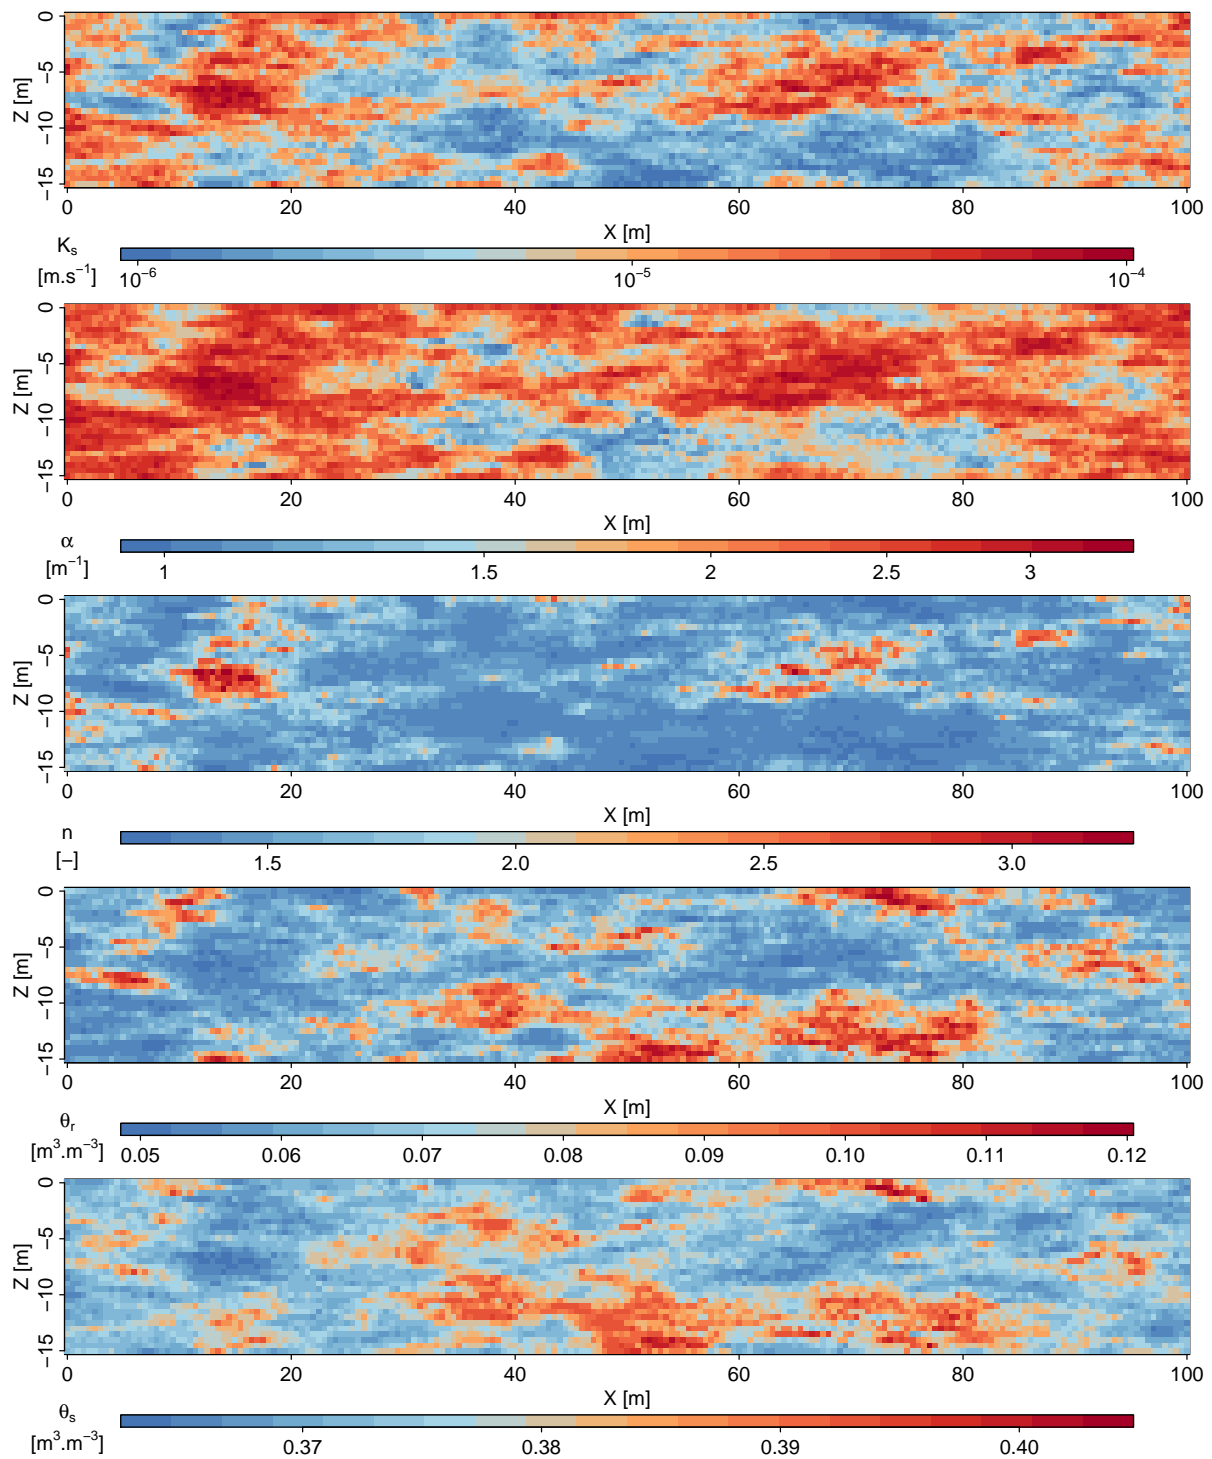 0
−5
−10
−15
Z [m]
0 20 40 60 80 100
X [m]
Kₛ
[m.s⁻¹]
10⁻⁶ 10⁻⁵ 10⁻⁴
0
−5
−10
−15
Z [m]
0 20 40 60 80 100
X [m]
α
[m⁻¹]
1 1.5 2 2.5 3
0
−5
−10
−15
Z [m]
0 20 40 60 80 100
X [m]
n
[−]
1.5 2.0 2.5 3.0
0
−5
−10
−15
Z [m]
0 20 40 60 80 100
X [m]
θᵣ
[m³.m⁻³]
0.05 0.06 0.07 0.08 0.09 0.10 0.11 0.12
0
−5
−10
−15
Z [m]
0 20 40 60 80 100
X [m]
θₛ
[m³.m⁻³]
0.37 0.38 0.39 0.40